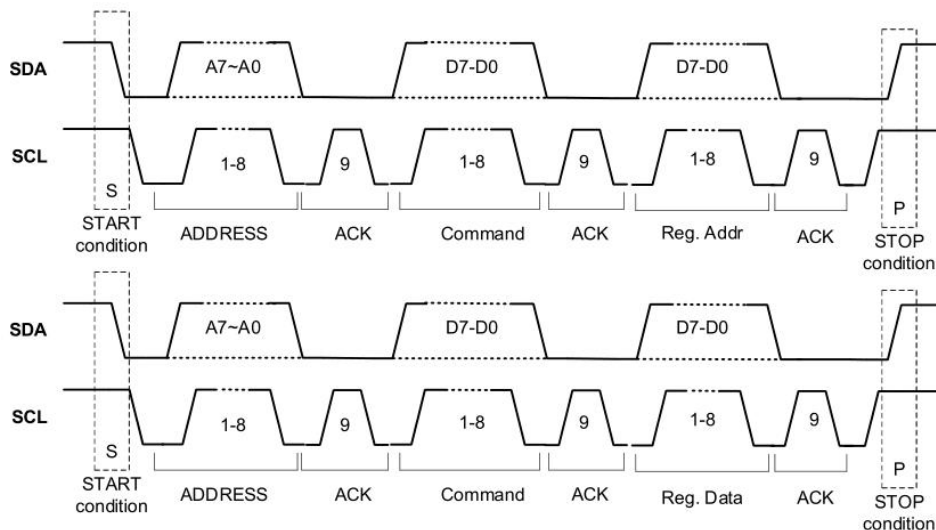 SDA A7~A0 D7-D0 D7-D0
SCL 1-8 9 1-8 9 1-8 9
S P
START condition ADDRESS ACK Command ACK Reg. Addr ACK STOP condition
SDA A7~A0 D7-D0 D7-D0
SCL 1-8 9 1-8 9 1-8 9
S P
START condition ADDRESS ACK Command ACK Reg. Data ACK STOP condition